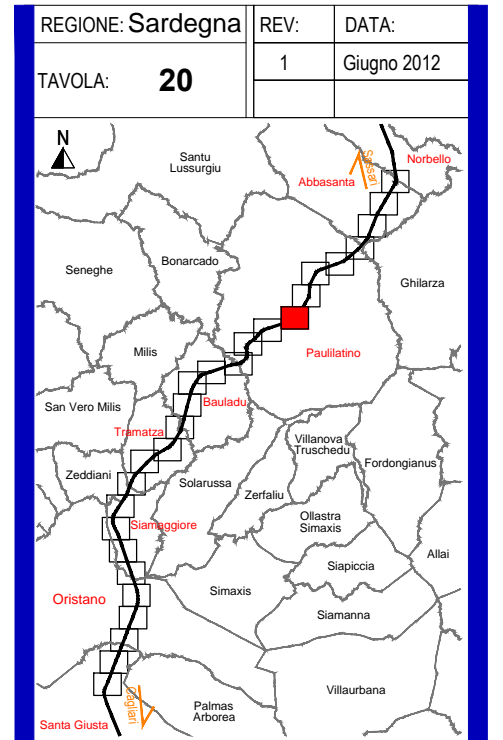 REGIONE: Sardegna
REV:
DATA:
TAVOLA: 20
1
Giugno 2012
N
Santu
Lussurgiu
Sassari
Norbello
Abbasanta
Seneghe
Bonarcado
Ghilarza
Milis
Paulilatino
San Vero Milis
Bauladu
Tramatza
Villanova
Truschedu
Fordongianus
Zeddiani
Solarussa
Zerfaliu
Ollastra
Simaxis
Siamaggiore
Allai
Siapiccia
Oristano
Simaxis
Siamanna
Villaurbana
Cagliari
Palmas
Arborea
Santa Giusta